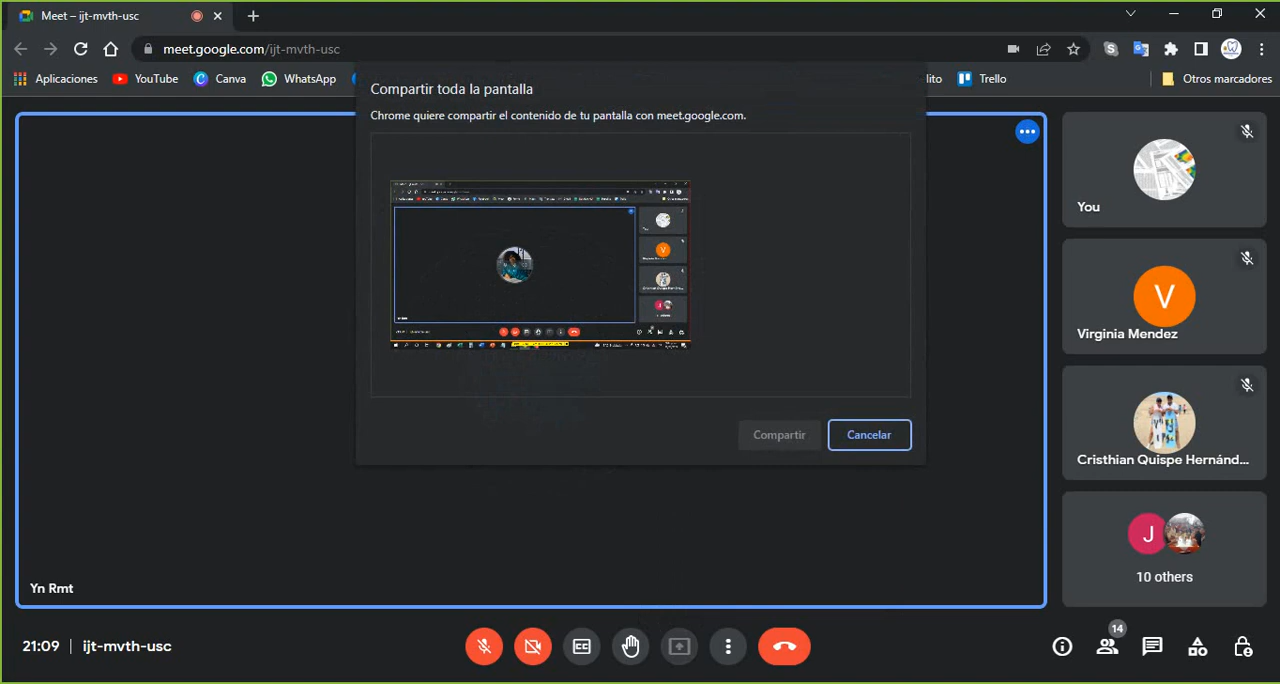 Meet – ijt-mvth-usc
meet.google.com/ijt-mvth-usc
Aplicaciones
YouTube
Canva
WhatsApp
lito
Trello
Otros marcadores
Compartir toda la pantalla
Chrome quiere compartir el contenido de tu pantalla con meet.google.com.
Compartir
Cancelar
You
V
Virginia Mendez
Cristhian Quispe Hernánd...
J
10 others
Yn Rmt
21:09 | ijt-mvth-usc
CC
14